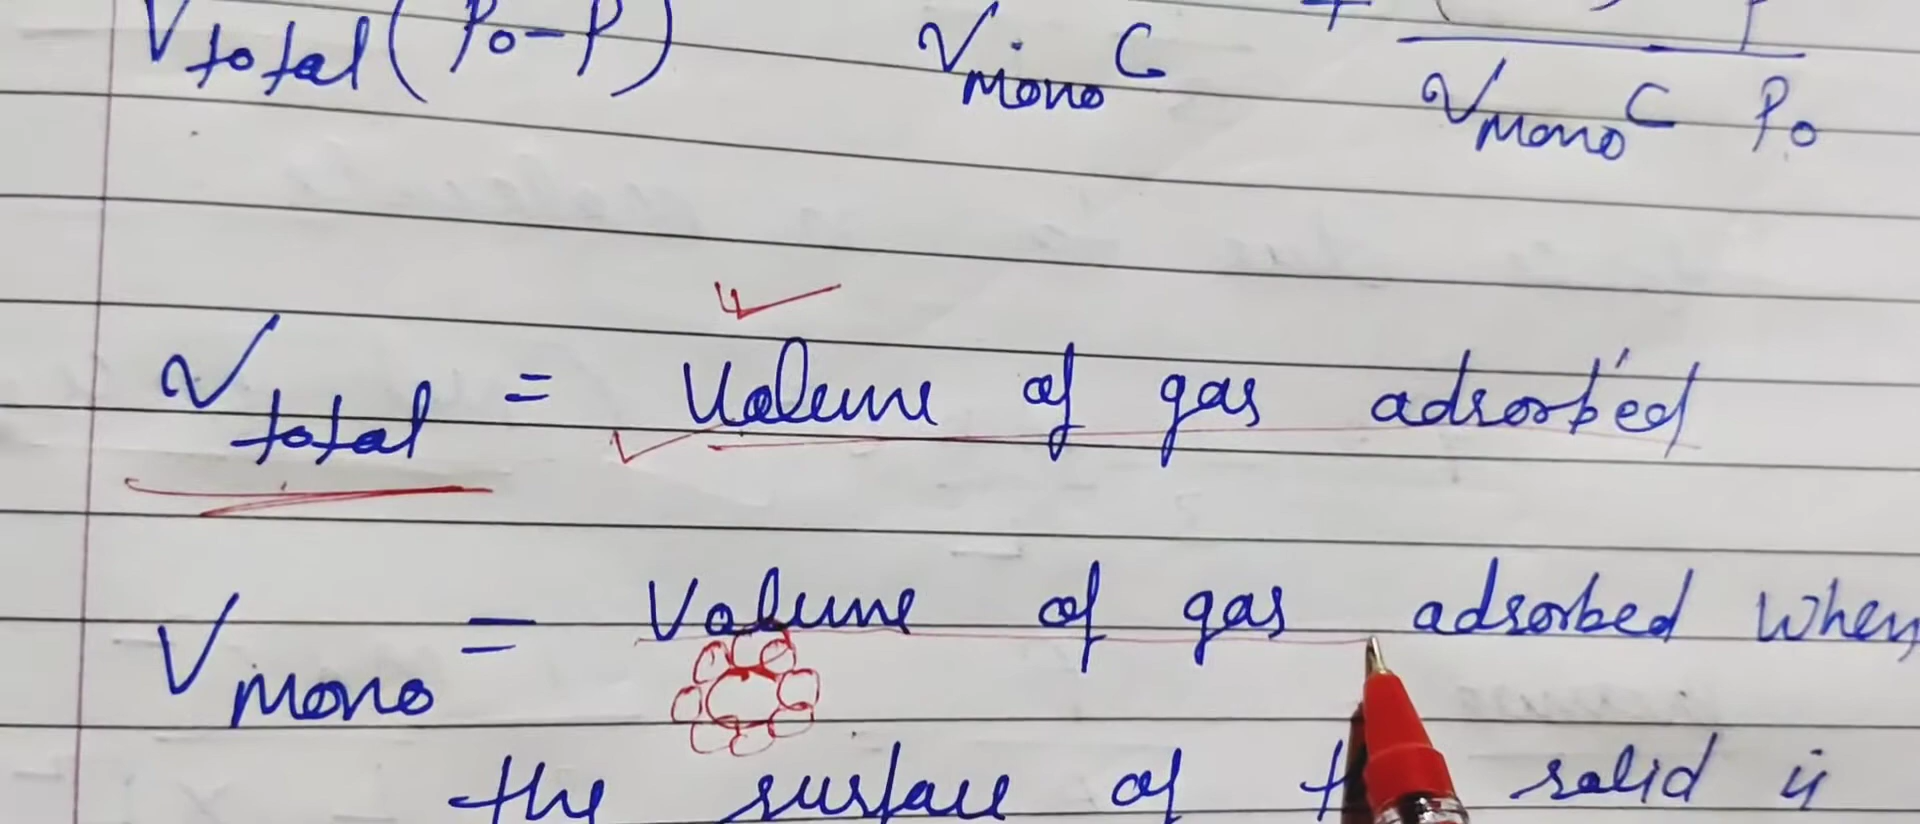 V total (P₀-P) V mono C + V mono C P₀
V total = Volume of gas adsorbed
V mono = Volume of gas adsorbed when
the surface of solid is